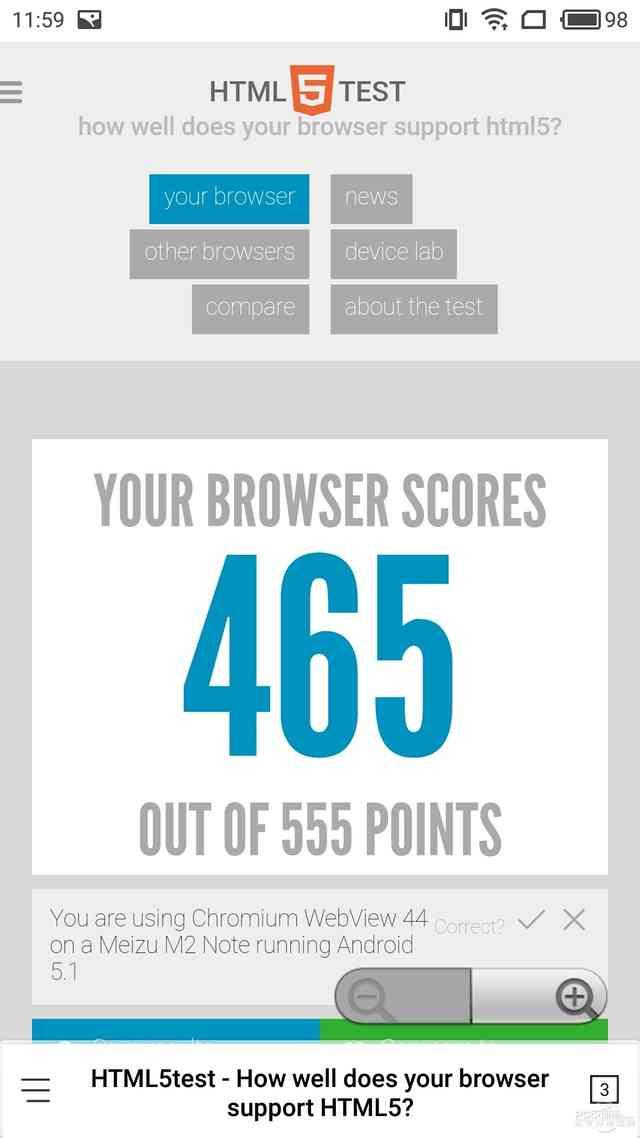 11:59 98
HTML 5 TEST
how well does your browser support html5?
your browser news
other browsers device lab
compare about the test
YOUR BROWSER SCORES
465
OUT OF 555 POINTS
You are using Chromium WebView 44
on a Meizu M2 Note running Android
5.1
Correct?
HTML5test - How well does your browser
support HTML5?
3